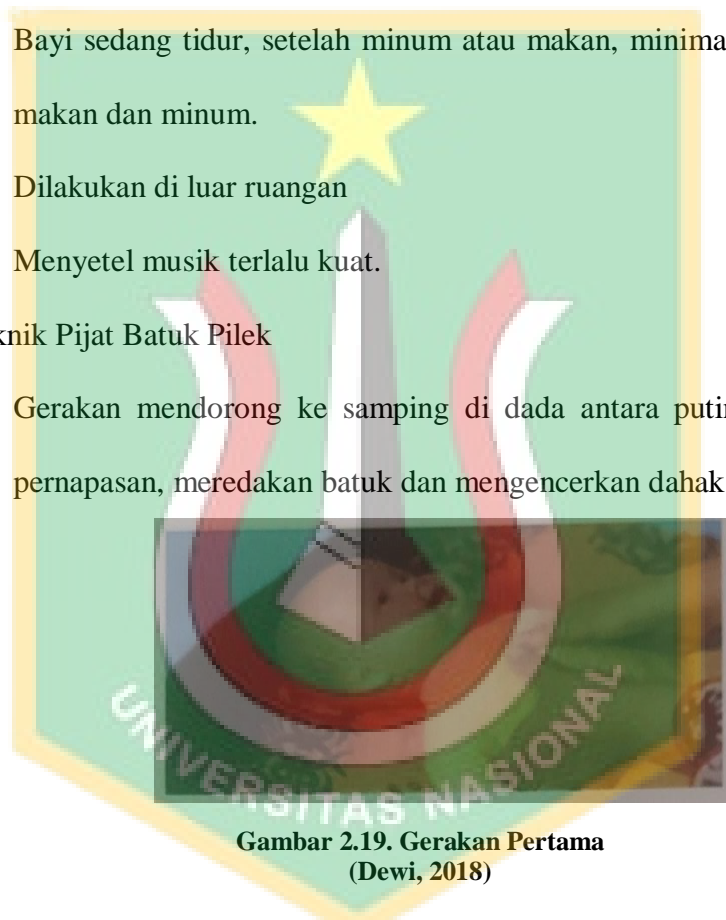 Bayi sedang tidur, setelah minum atau makan, minima
makan dan minum.
Dilakukan di luar ruangan
Menyetel musik terlalu kuat.
knik Pijat Batuk Pilek
Gerakan mendorong ke samping di dada antara putin
pernapasan, meredakan batuk dan mengencerkan dahak
UNIVERSITAS NASIONAL
Gambar 2.19. Gerakan Pertama
(Dewi, 2018)